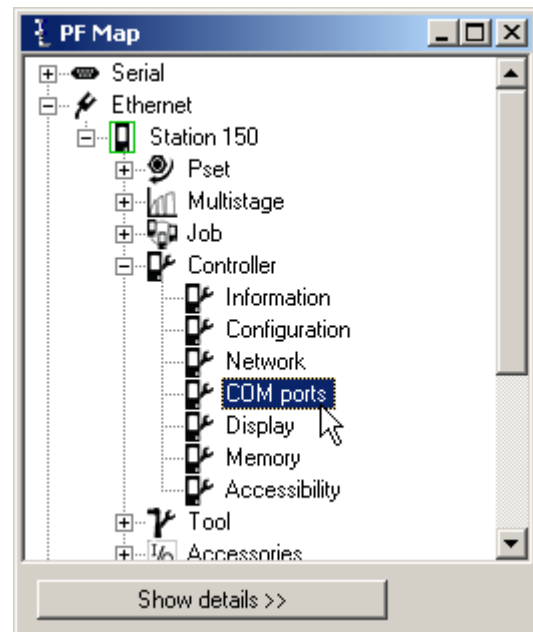 PF Map
Serial
Ethernet
Station 150
Pset
Multistage
Job
Controller
Information
Configuration
Network
COM ports
Display
Memory
Accessibility
Tool
I/o Accessories
Show details >>